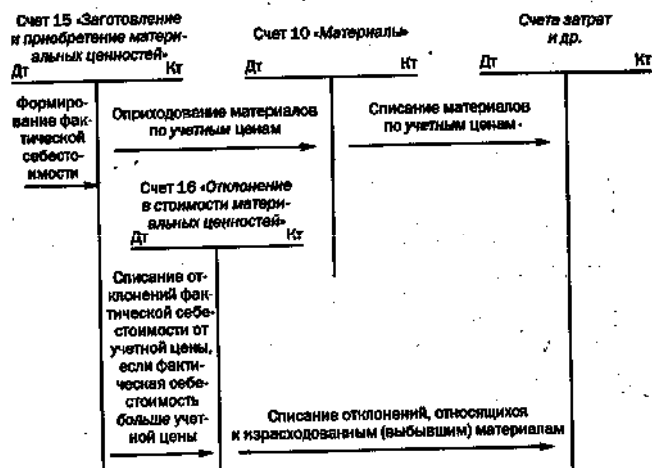 Счет 15 «Заготовление
и приобретение матери-
альных ценностей»
Дт Кт
Счет 10 «Материалы»
Дт Кт
Счета затрат
и др.
Дт Кт
Формиро-
вание фак-
тической
себесто-
имости
Оприходование материалов
по учетным ценам
Списание материалов
по учетным ценам
Счет 16 «Отклонение
в стоимости матери-
альных ценностей»
Дт Кт
Списание от-
клонений фак-
тической себе-
стоимости от
учетной цены,
если факти-
ческая себе-
стоимость
больше учет-
ной цены
Списание отклонений, относящихся
к израсходованным (выбывшим) материалам